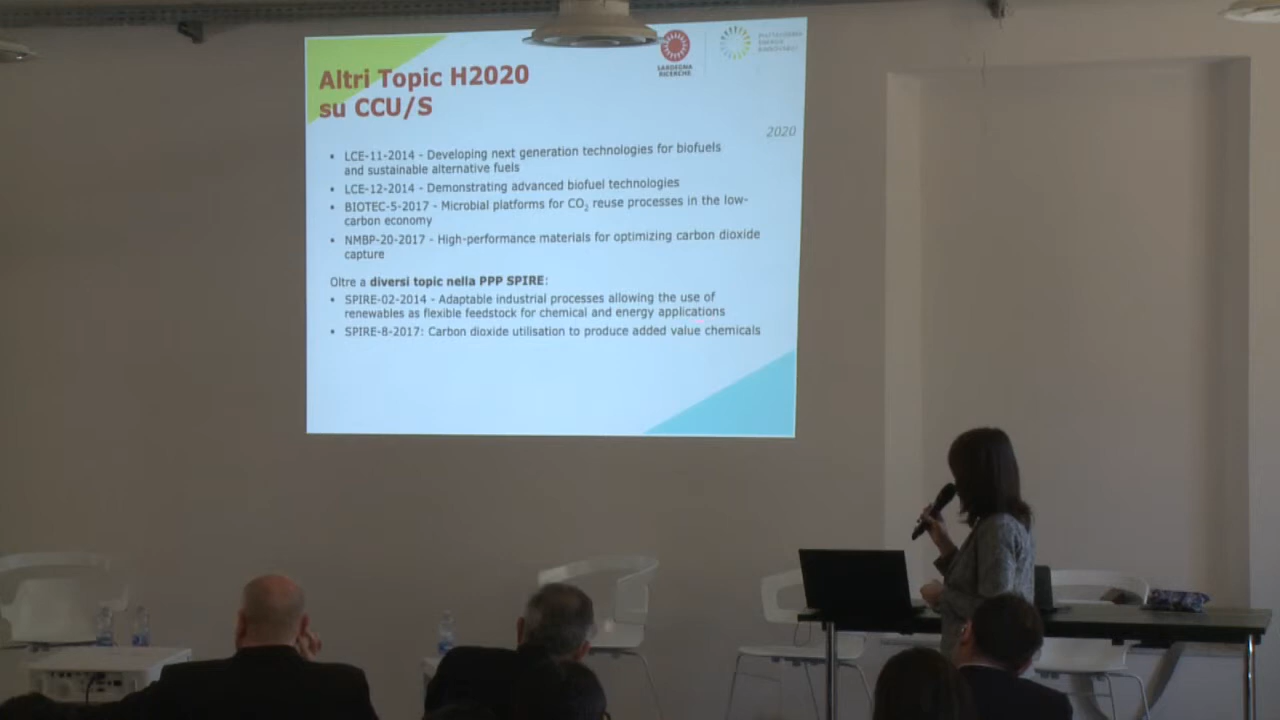 Altri Topic H2020
su CCU/S
SARDEGNA
RICERCHE
PIATTAFORMA
ENERGIE
RINNOVABILI
2020
• LCE-11-2014 - Developing next generation technologies for biofuels
and sustainable alternative fuels
• LCE-12-2014 - Demonstrating advanced biofuel technologies
• BIOTEC-5-2017 - Microbial platforms for CO₂ reuse processes in the low-
carbon economy
• NMBP-20-2017 - High-performance materials for optimizing carbon dioxide
capture
Oltre a diversi topic nella PPP SPIRE:
• SPIRE-02-2014 - Adaptable industrial processes allowing the use of
renewables as flexible feedstock for chemical and energy applications
• SPIRE-8-2017: Carbon dioxide utilisation to produce added value chemicals